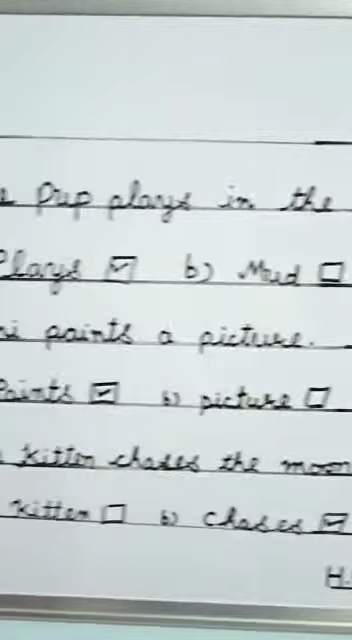 Pup plays in the
Plays ☑ b) Mud ☐
paints a picture.
Paints ☑ b) picture ☐
kitten chases the moon
kitten ☐ b) chases ☑
H.